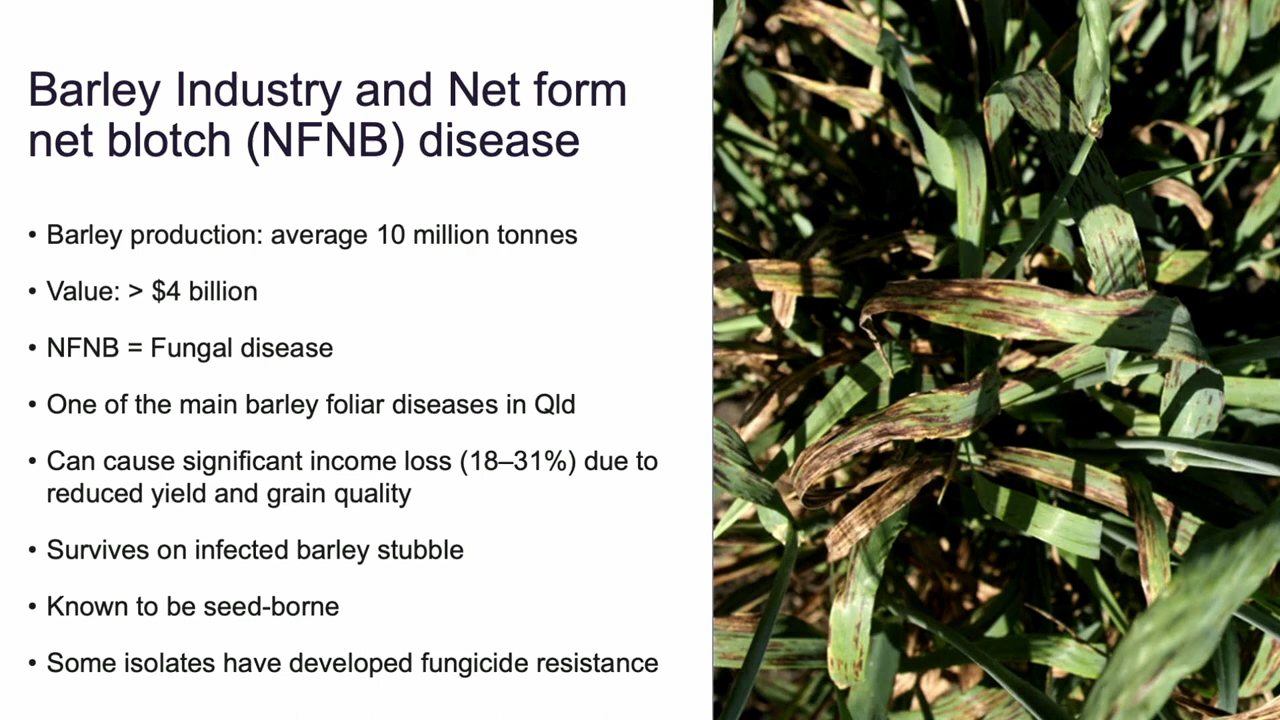 Barley Industry and Net form
net blotch (NFNB) disease
• Barley production: average 10 million tonnes
• Value: > $4 billion
• NFNB = Fungal disease
• One of the main barley foliar diseases in Qld
• Can cause significant income loss (18–31%) due to
reduced yield and grain quality
• Survives on infected barley stubble
• Known to be seed-borne
• Some isolates have developed fungicide resistance